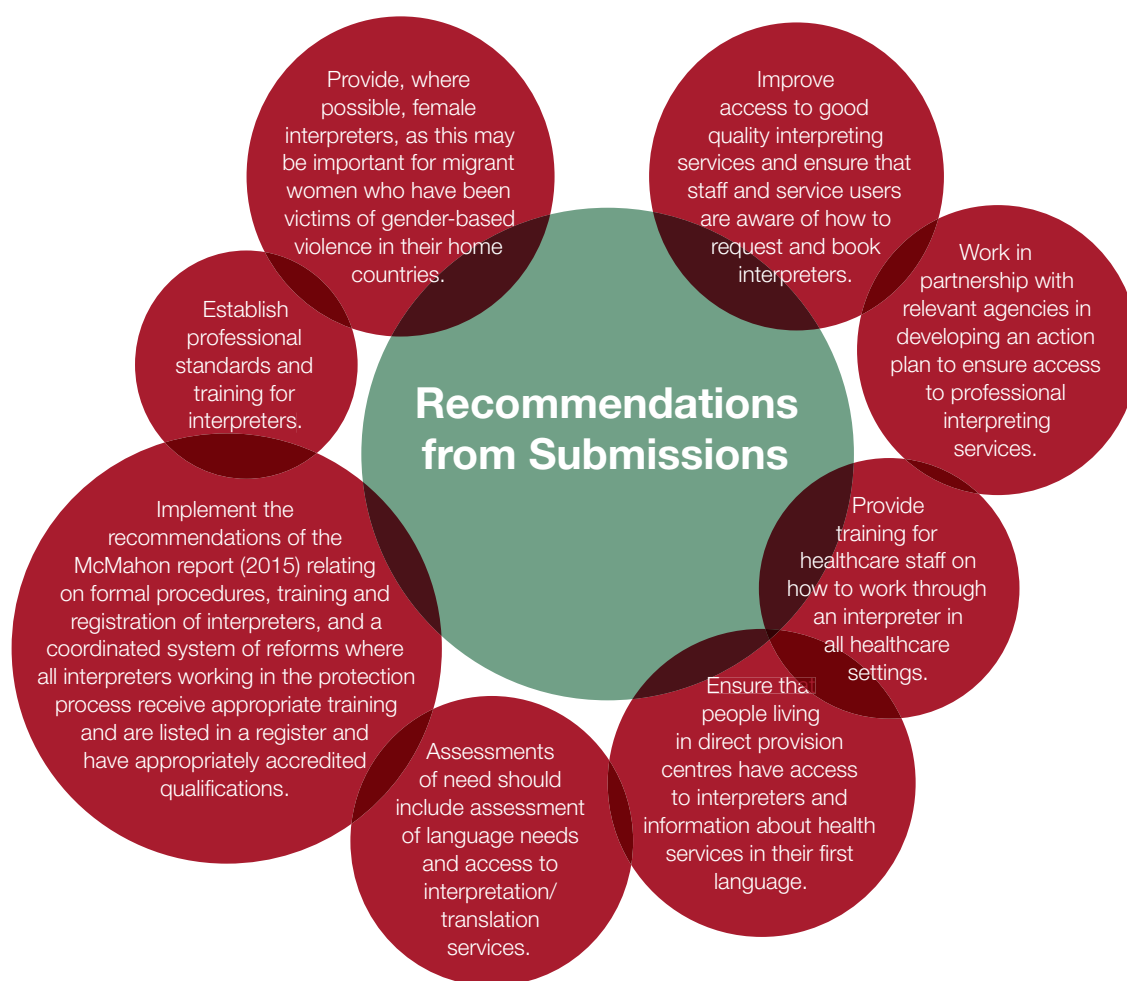 Recommendations
from Submissions
Provide, where
possible, female
interpreters, as this may
be important for migrant
women who have been
victims of gender-based
violence in their home
countries.
Improve
access to good
quality interpreting
services and ensure that
staff and service users
are aware of how to
request and book
interpreters.
Work in
partnership with
relevant agencies in
developing an action
plan to ensure access
to professional
interpreting
services.
Provide
training for
healthcare staff on
how to work through
an interpreter in
all healthcare
settings.
Ensure that
people living
in direct provision
centres have access
to interpreters and
information about health
services in their first
language.
Assessments
of need should
include assessment
of language needs
and access to
interpretation/
translation
services.
Implement the
recommendations of the
McMahon report (2015) relating
on formal procedures, training and
registration of interpreters, and a
coordinated system of reforms where
all interpreters working in the protection
process receive appropriate training
and are listed in a register and
have appropriately accredited
qualifications.
Establish
professional
standards and
training for
interpreters.